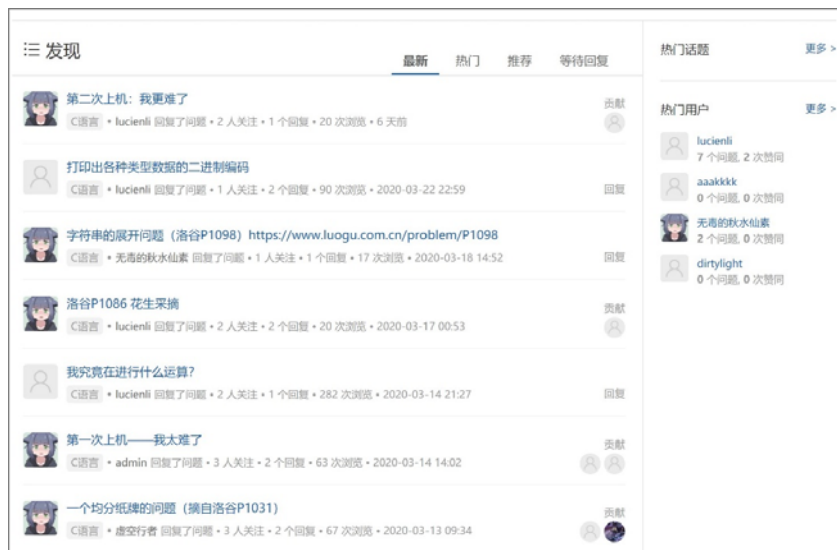 发现
最新 热门 推荐 等待回复
第二次上机：我更难了
贡献
C语言 • lucienli 回复了问题 • 2 人关注 • 1 个回复 • 20 次浏览 • 6 天前
打印出各种类型数据的二进制编码
C语言 • lucienli 回复了问题 • 1 人关注 • 2 个回复 • 90 次浏览 • 2020-03-22 22:59
回复
字符串的展开问题（洛谷P1098）https://www.luogu.com.cn/problem/P1098
C语言 • 无毒的秋水仙素 回复了问题 • 1 人关注 • 1 个回复 • 17 次浏览 • 2020-03-18 14:52
回复
洛谷P1086 花生采摘
贡献
C语言 • lucienli 回复了问题 • 2 人关注 • 2 个回复 • 20 次浏览 • 2020-03-17 00:53
我究竟在进行什么运算?
C语言 • lucienli 回复了问题 • 2 人关注 • 1 个回复 • 282 次浏览 • 2020-03-14 21:27
回复
第一次上机——我太难了
贡献
C语言 • admin 回复了问题 • 3 人关注 • 2 个回复 • 63 次浏览 • 2020-03-14 14:02
一个均分纸牌的问题（摘自洛谷P1031）
贡献
C语言 • 虚空行者 回复了问题 • 3 人关注 • 2 个回复 • 67 次浏览 • 2020-03-13 09:34
热门话题 更多 >
热门用户 更多 >
lucienli
7 个问题, 2 次赞同
aaakkkk
0 个问题, 0 次赞同
无毒的秋水仙素
2 个问题, 0 次赞同
dirtylight
0 个问题, 0 次赞同